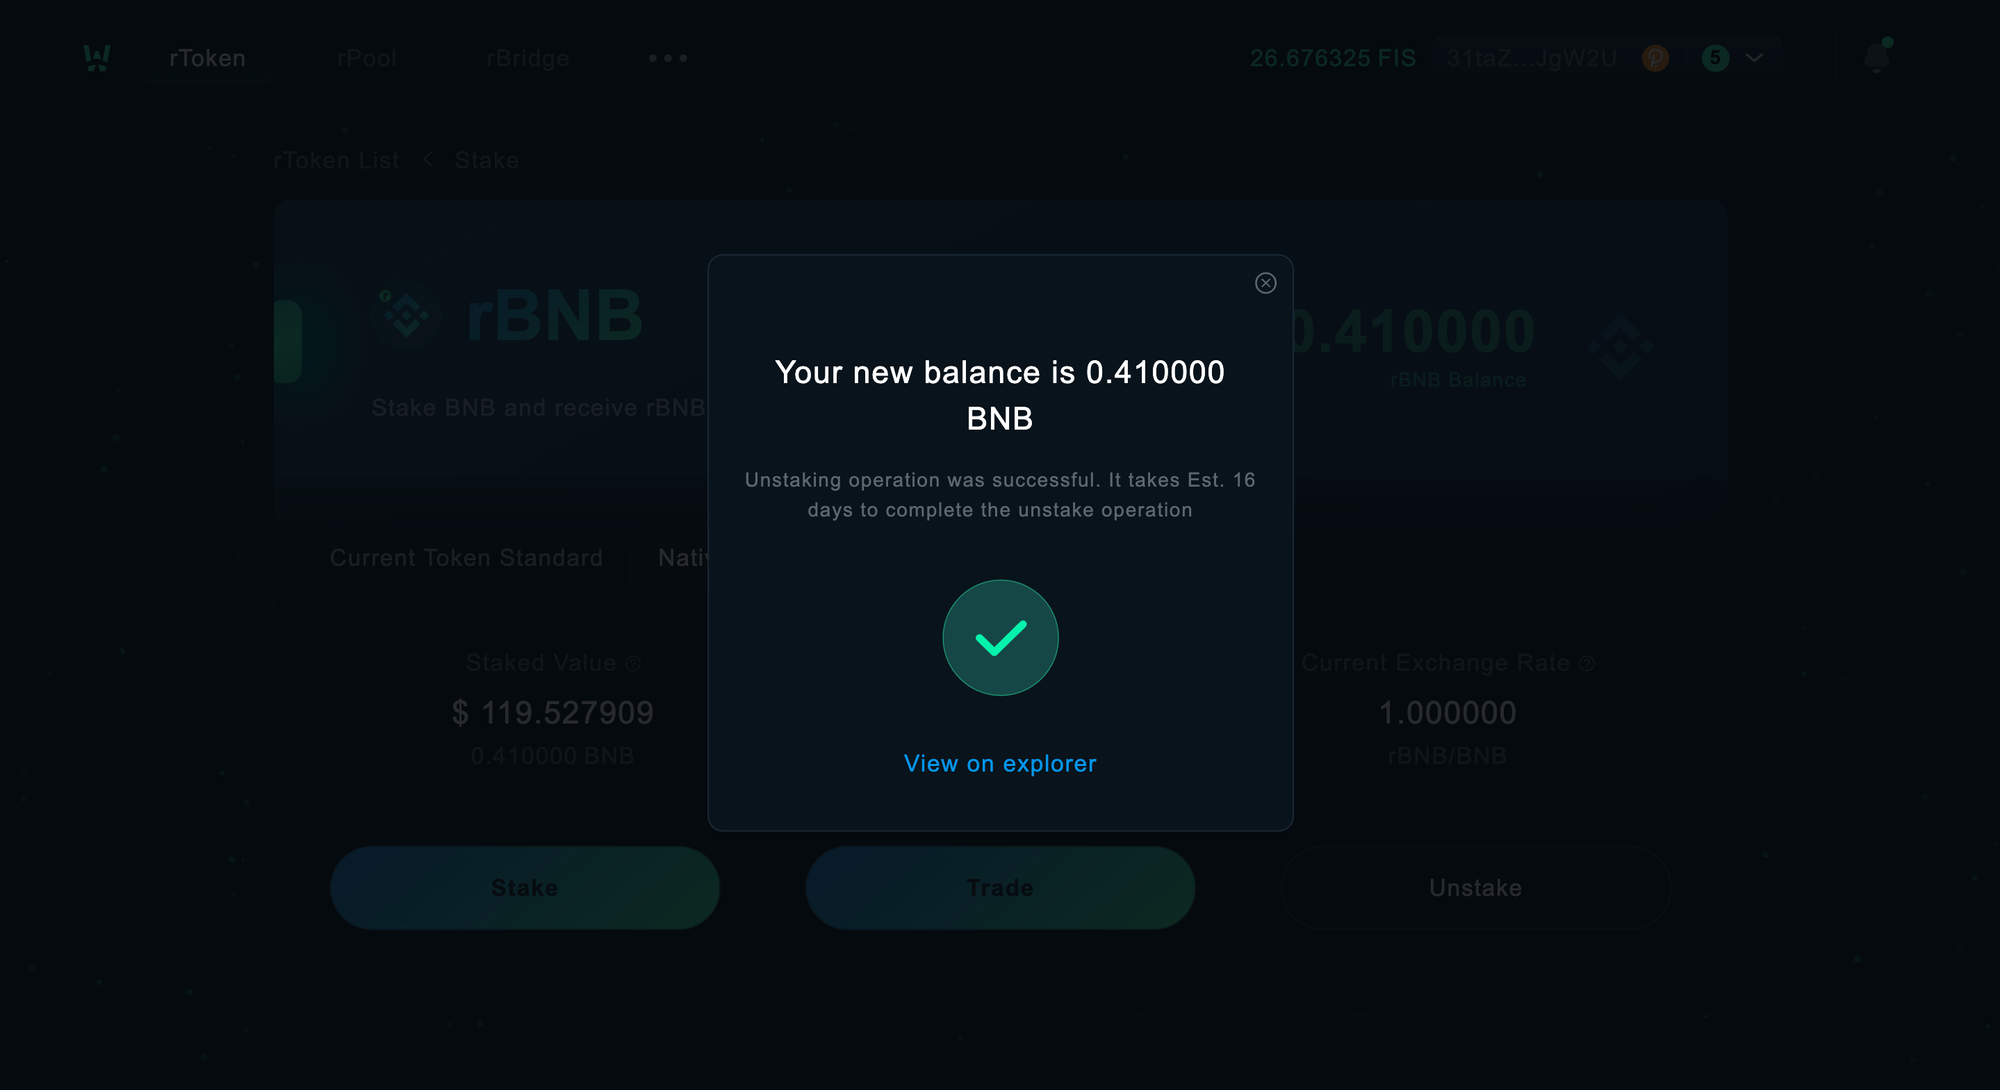 rToken rPool rBridge 26.676325 FIS 31taZ...JgW2U 5
rToken List Stake
rBNB
Stake BNB and receive rBNB
0.410000
rBNB Balance
Your new balance is 0.410000
BNB
Unstaking operation was successful. It takes Est. 16
days to complete the unstake operation
View on explorer
Current Token Standard
Staked Value
$ 119.527909
0.410000 BNB
Current Exchange Rate
1.000000
rBNB/BNB
Stake Trade Unstake